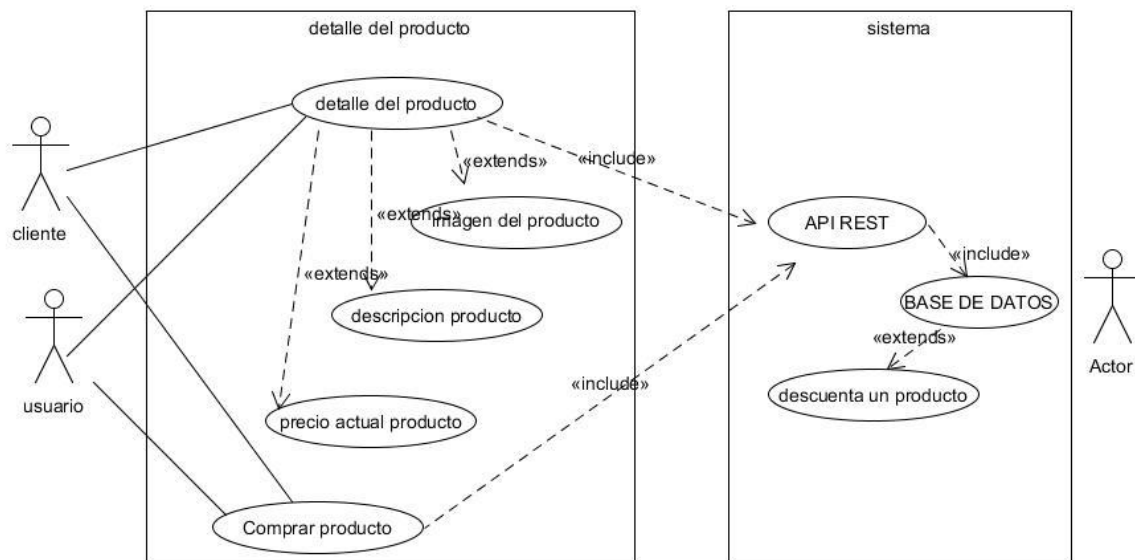 detalle del producto
sistema
detalle del producto
cliente
«extends»
«include»
«extends»
imagen del producto
API REST
«include»
«extends»
descripcion producto
BASE DE DATOS
usuario
«extends»
Actor
«include»
descuenta un producto
precio actual producto
Comprar producto